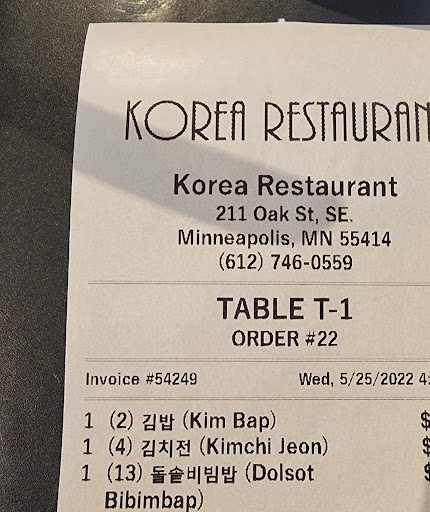 KOREA RESTAURAN
Korea Restaurant
211 Oak St, SE.
Minneapolis, MN 55414
(612) 746-0559
TABLE T-1
ORDER #22
Invoice #54249 Wed, 5/25/2022 4:
1 (2) 김밥 (Kim Bap) $
1 (4) 김치전 (Kimchi Jeon) $
1 (13) 돌솥비빔밥 (Dolsot $
Bibimbap)